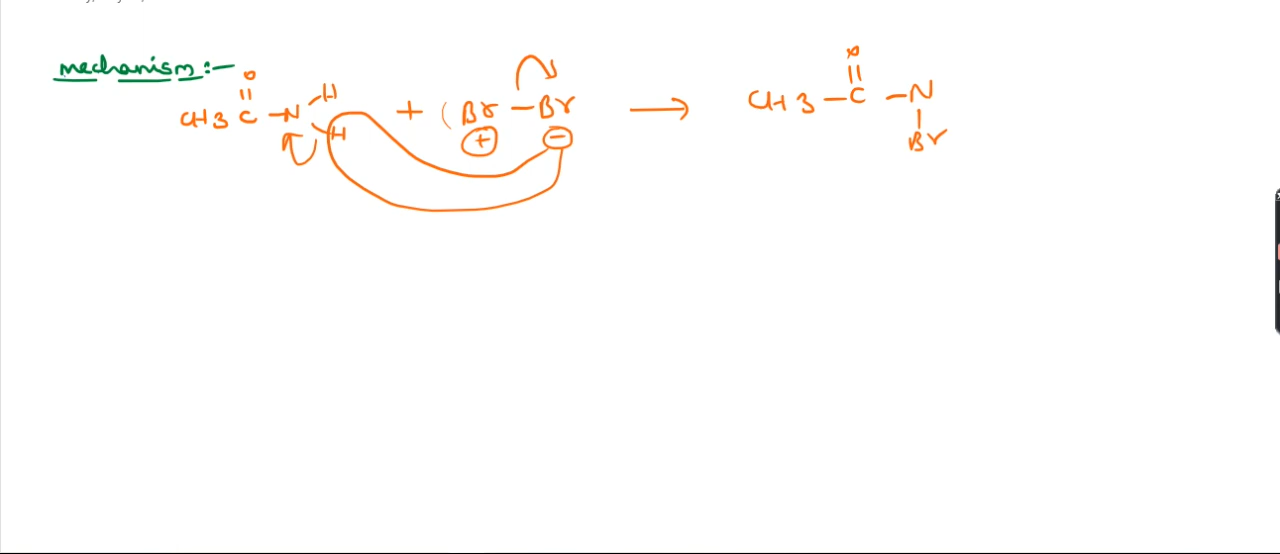 mechanism:-
O O
CH3 C -N H + (Br -Br → CH3 -C -N
H + - Br